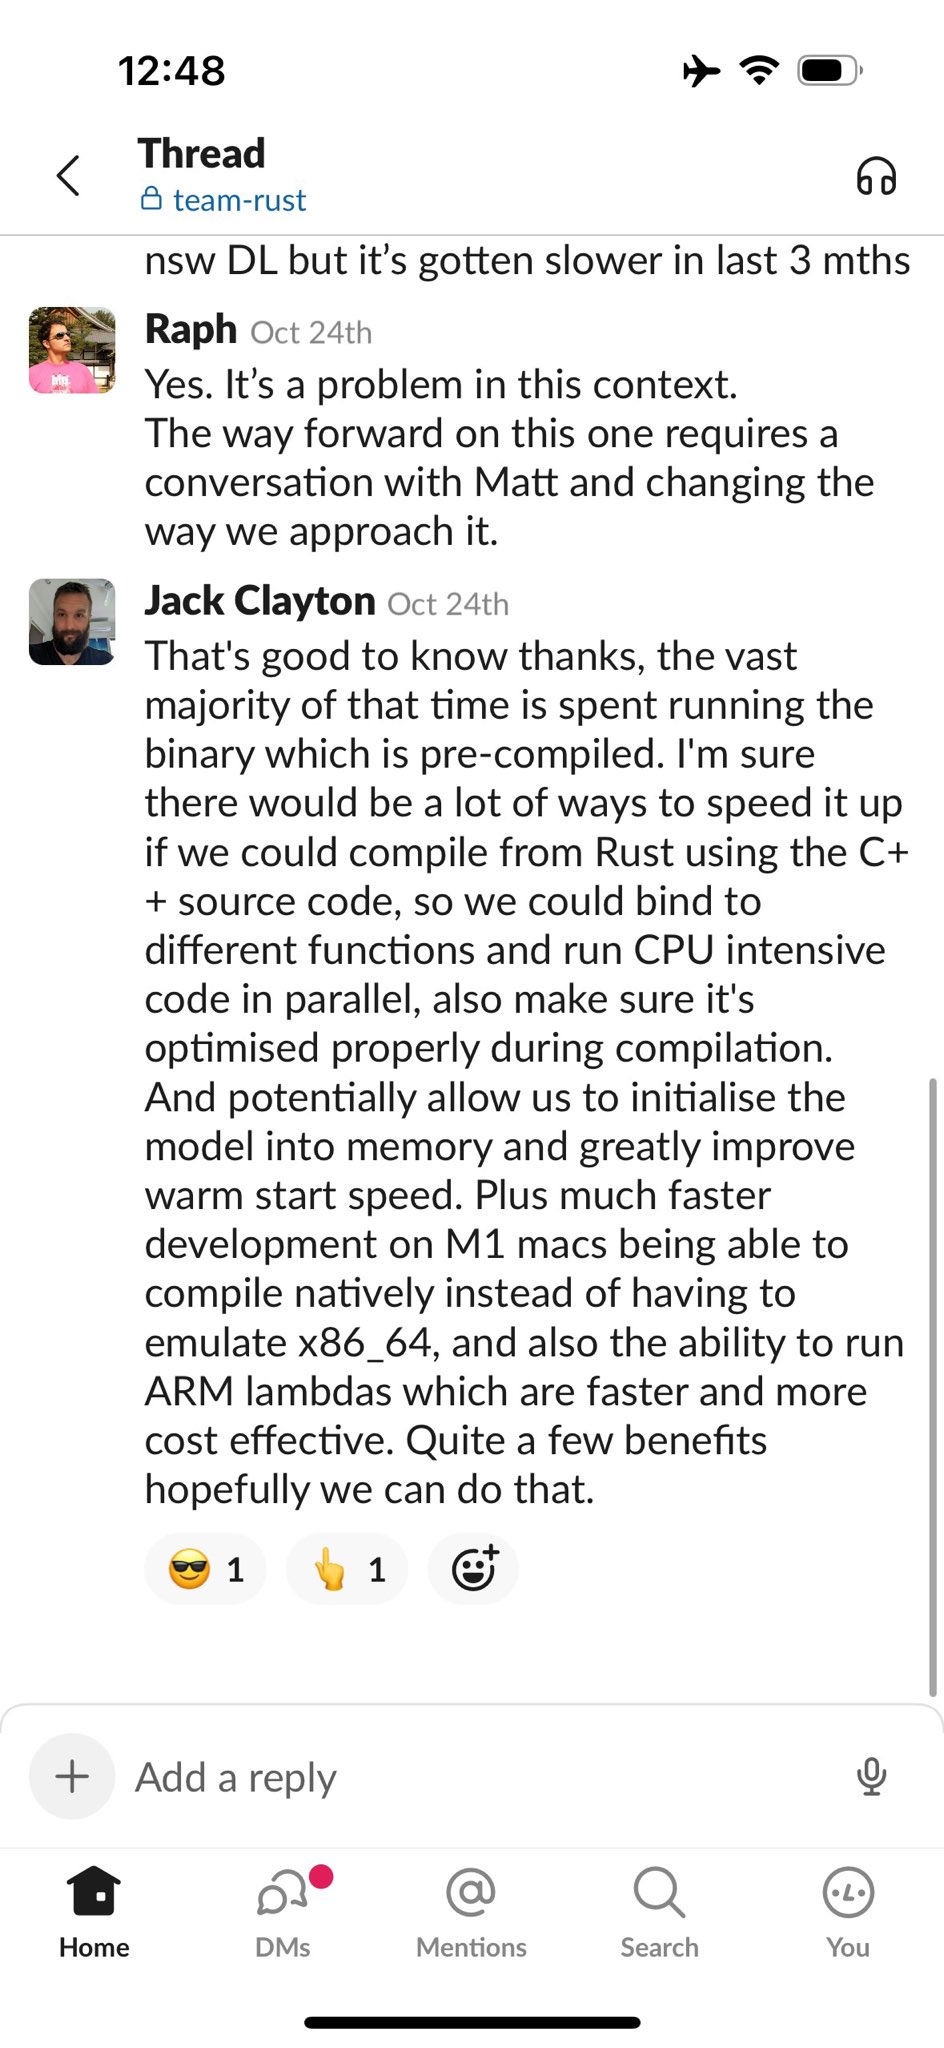 12:48
Thread
team-rust
nsw DL but it’s gotten slower in last 3 mths
Raph Oct 24th
Yes. It’s a problem in this context.
The way forward on this one requires a
conversation with Matt and changing the
way we approach it.
Jack Clayton Oct 24th
That's good to know thanks, the vast
majority of that time is spent running the
binary which is pre-compiled. I'm sure
there would be a lot of ways to speed it up
if we could compile from Rust using the C+
+ source code, so we could bind to
different functions and run CPU intensive
code in parallel, also make sure it's
optimised properly during compilation.
And potentially allow us to initialise the
model into memory and greatly improve
warm start speed. Plus much faster
development on M1 macs being able to
compile natively instead of having to
emulate x86_64, and also the ability to run
ARM lambdas which are faster and more
cost effective. Quite a few benefits
hopefully we can do that.
😎 1 👆 1
Add a reply
Home DMs Mentions Search You